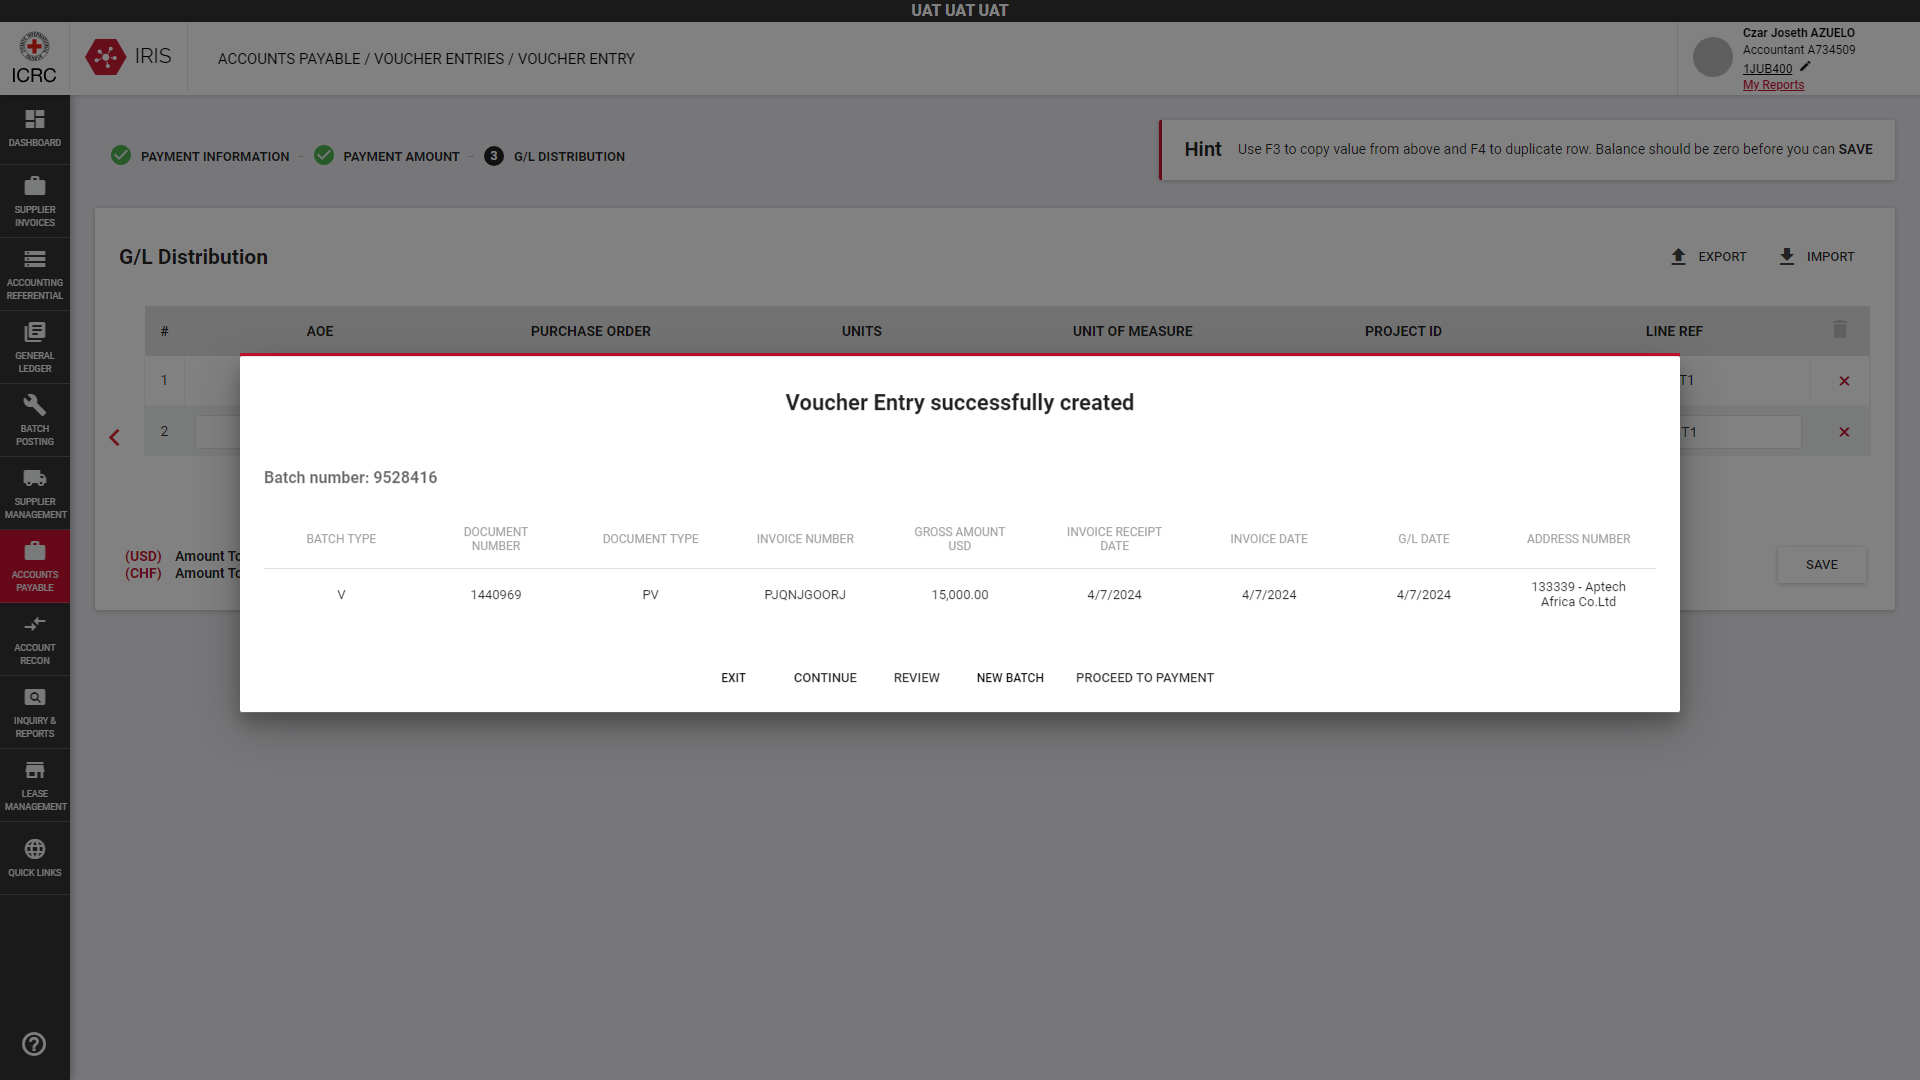 UAT UAT UAT
ICRC
IRIS
ACCOUNTS PAYABLE / VOUCHER ENTRIES / VOUCHER ENTRY
Czar Joseth AZUELO
Accountant A734509
1JUB400
My Reports
DASHBOARD
SUPPLIER
INVOICES
ACCOUNTING
REFERENTIAL
GENERAL
LEDGER
BATCH
POSTING
SUPPLIER
MANAGEMENT
ACCOUNTS
PAYABLE
ACCOUNT
RECON
INQUIRY &
REPORTS
LEASE
MANAGEMENT
QUICK LINKS
PAYMENT INFORMATION
PAYMENT AMOUNT
3 G/L DISTRIBUTION
Hint Use F3 to copy value from above and F4 to duplicate row. Balance should be zero before you can SAVE
G/L Distribution
EXPORT
IMPORT
# AOE PURCHASE ORDER UNITS UNIT OF MEASURE PROJECT ID LINE REF
1 T1
2 T1
(USD) Amount To
(CHF) Amount To
SAVE
Voucher Entry successfully created
Batch number: 9528416
BATCH TYPE DOCUMENT NUMBER DOCUMENT TYPE INVOICE NUMBER GROSS AMOUNT USD INVOICE RECEIPT DATE INVOICE DATE G/L DATE ADDRESS NUMBER
V 1440969 PV PJQNJGOORJ 15,000.00 4/7/2024 4/7/2024 4/7/2024 133339 - Aptech Africa Co.Ltd
EXIT CONTINUE REVIEW NEW BATCH PROCEED TO PAYMENT